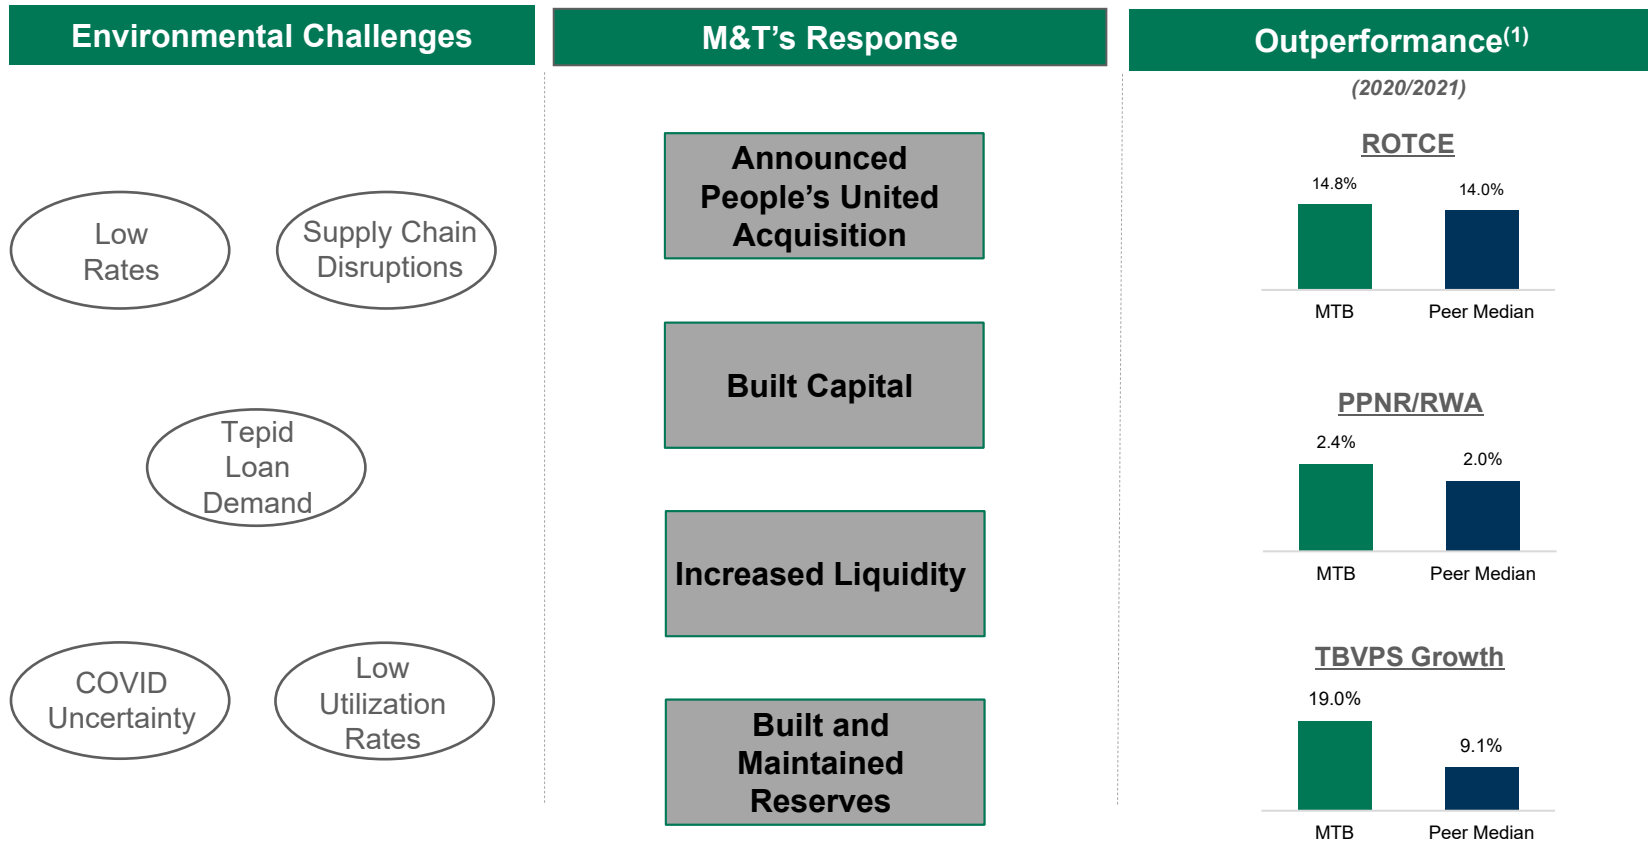 Environmental Challenges
Low
Rates
Supply Chain
Disruptions
Tepid
Loan
Demand
COVID
Uncertainty
Low
Utilization
Rates
M&T’s Response
Announced
People’s United
Acquisition
Built Capital
Increased Liquidity
Built and
Maintained
Reserves
Outperformance(1)
(2020/2021)
ROTCE
14.8%
14.0%
MTB
Peer Median
PPNR/RWA
2.4%
2.0%
MTB
Peer Median
TBVPS Growth
19.0%
9.1%
MTB
Peer Median